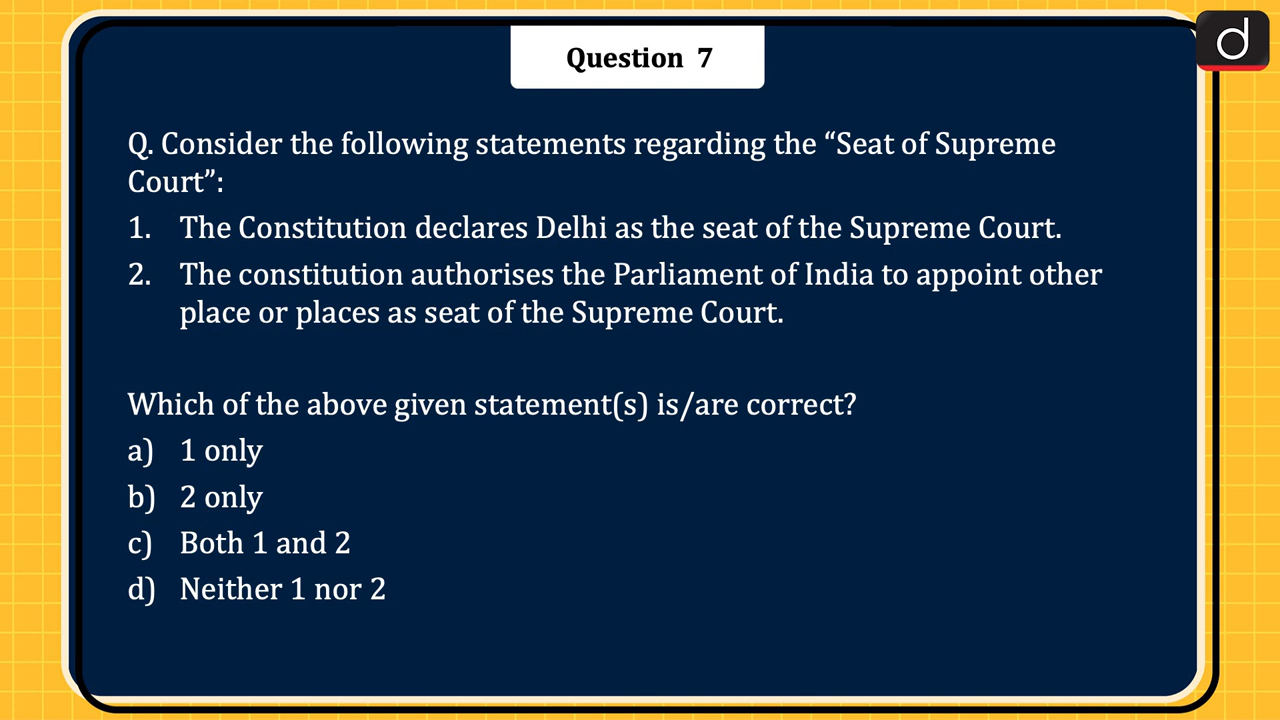 Question 7
d
Q. Consider the following statements regarding the “Seat of Supreme
Court”:
1. The Constitution declares Delhi as the seat of the Supreme Court.
2. The constitution authorises the Parliament of India to appoint other
place or places as seat of the Supreme Court.
Which of the above given statement(s) is/are correct?
a) 1 only
b) 2 only
c) Both 1 and 2
d) Neither 1 nor 2